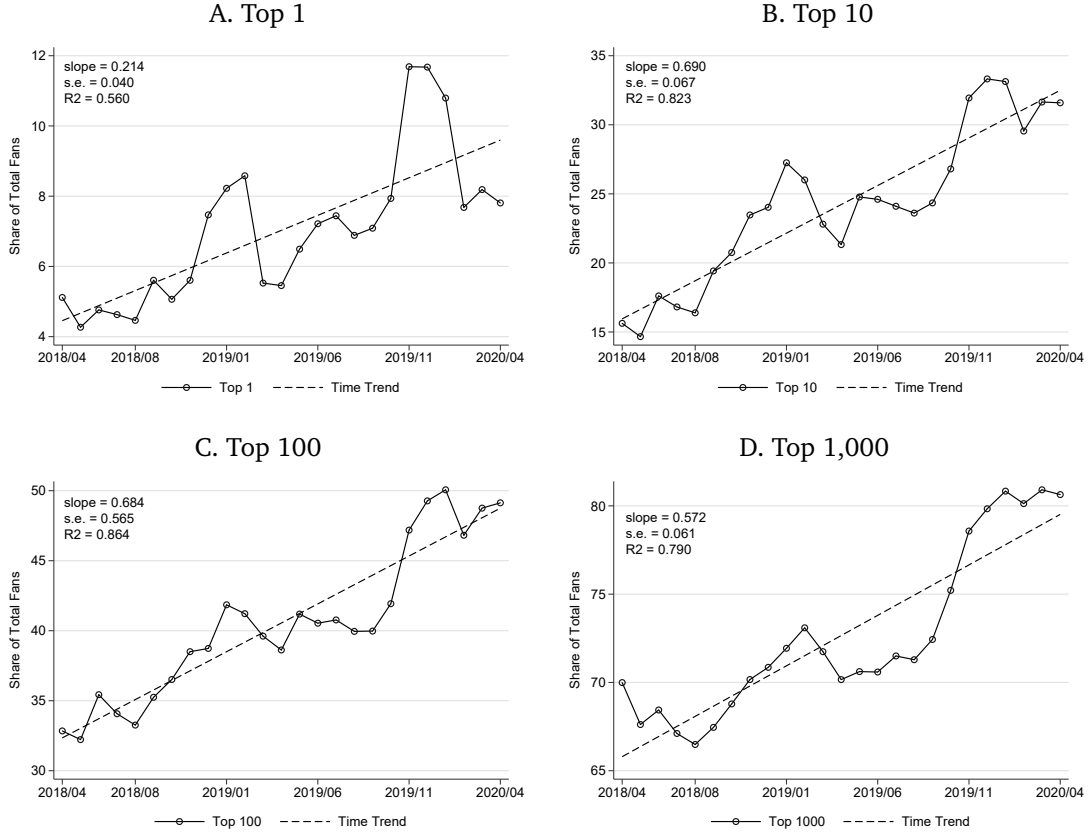 A. Top 1
12
10
8
6
4
Share of Total Fans
slope = 0.214
s.e. = 0.040
R2 = 0.560
2018/04 2018/08 2019/01 2019/06 2019/11 2020/04
Top 1 Time Trend
B. Top 10
35
30
25
20
15
Share of Total Fans
slope = 0.690
s.e. = 0.067
R2 = 0.823
2018/04 2018/08 2019/01 2019/06 2019/11 2020/04
Top 10 Time Trend
C. Top 100
50
45
40
35
30
Share of Total Fans
slope = 0.684
s.e. = 0.565
R2 = 0.864
2018/04 2018/08 2019/01 2019/06 2019/11 2020/04
Top 100 Time Trend
D. Top 1,000
80
75
70
65
Share of Total Fans
slope = 0.572
s.e. = 0.061
R2 = 0.790
2018/04 2018/08 2019/01 2019/06 2019/11 2020/04
Top 1000 Time Trend